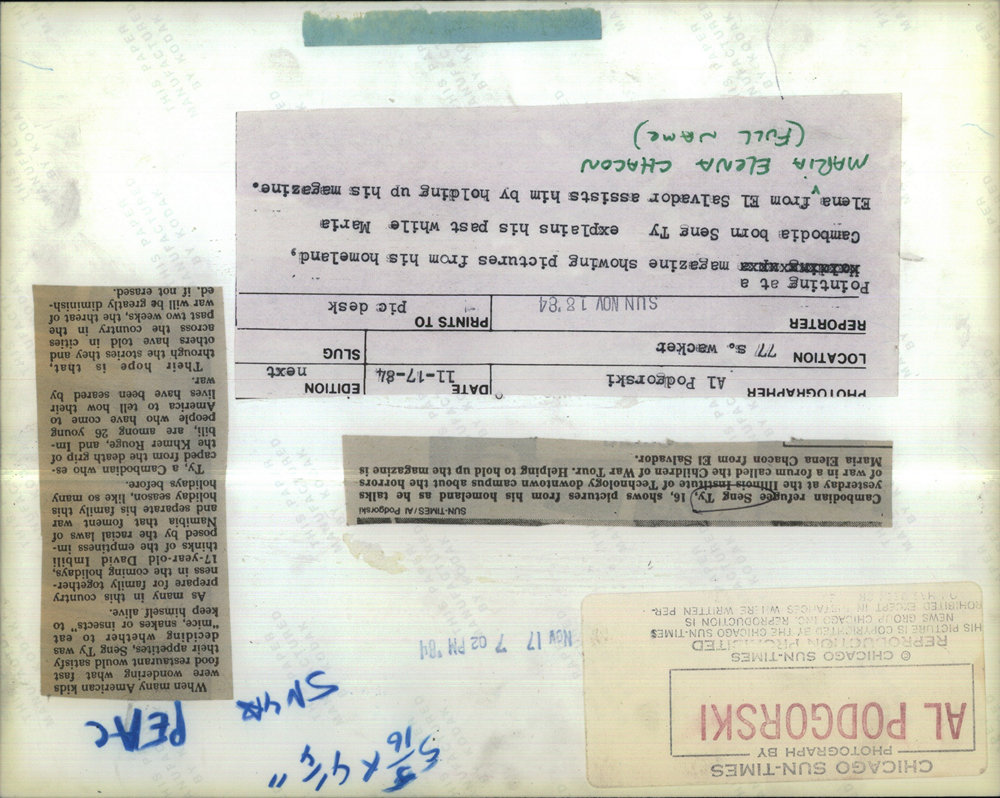 CHICAGO SUN-TIMES
PHOTOGRAPH BY
AL PODGORSKI
© CHICAGO SUN-TIMES
REPRODUCTION PROHIBITED
HIS PICTURE IS COPYRIGHTED BY THE CHICAGO SUN-TIMES
NEWS GROUP CHICAGO, INC. REPRODUCTION IS
ROHIBITED EXCEPT IN INSTANCES WHERE WRITTEN PER-
NOV 17 7 02 PM '84
5 3/16 X 4 1/4"
SN
PEAC
When many American kids
were wondering what fast
food restaurant would satisfy
their appetites, Seng Ty was
deciding whether to eat
"mice, snakes or insects" to
keep himself alive.
As many in this country
prepare for family together-
ness in the coming holidays,
17-year-old David Imbili
thinks of the emptiness im-
posed by the racial laws of
Namibia that foment war
and separate his family this
holiday season, like so many
holidays before.
Ty, a Cambodian who es-
caped from the death grip of
the Khmer Rouge, and Im-
bili, are among 26 young
people who have come to
America to tell how their
lives have been seared by
war.
Their hope is that,
through the stories they and
others have told in cities
across the country in the
past two weeks, the threat of
war will be greatly diminish-
ed, if not erased.
SUN-TIMES/Al Podgorski
Cambodian refugee Seng Ty, 16, shows pictures from his homeland as he talks
yesterday at the Illinois Institute of Technology downtown campus about the horrors
of war in a forum called the Children of War Tour. Helping to hold up the magazine is
Maria Elena Chacon from El Salvador.
PHOTOGRAPHER Al Podgorski DATE 11-17-84 EDITION next
LOCATION 77 s. wacker SLUG
REPORTER SUN NOV 18 '84 PRINTS TO pic desk
Pointing at a
magazine showing pictures from his homeland,
Cambodia born Seng Ty explains his past while Maria
Elena from El Salvador assists him by holding up his magazine.
MARIA ELENA CHACON
(FULL NAME)
THIS PAPER
MANUFACTURED
BY KODAK